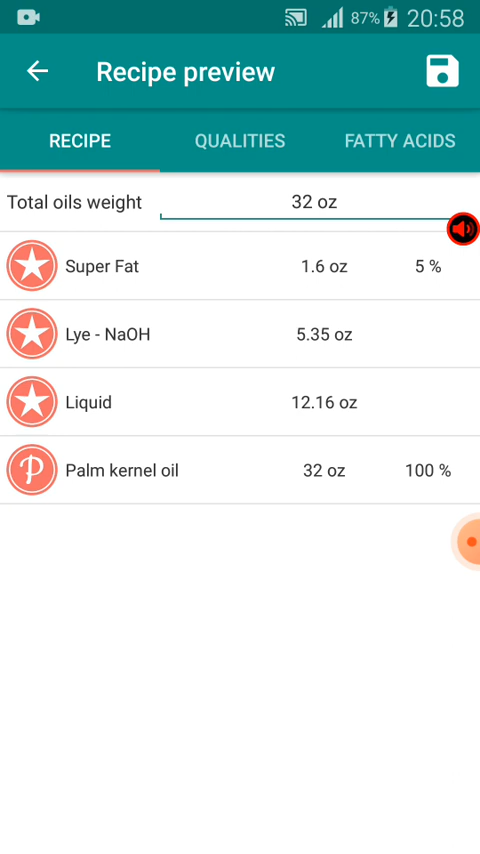 87% 20:58
Recipe preview
RECIPE QUALITIES FATTY ACIDS
Total oils weight 32 oz
Super Fat 1.6 oz 5 %
Lye - NaOH 5.35 oz
Liquid 12.16 oz
P Palm kernel oil 32 oz 100 %